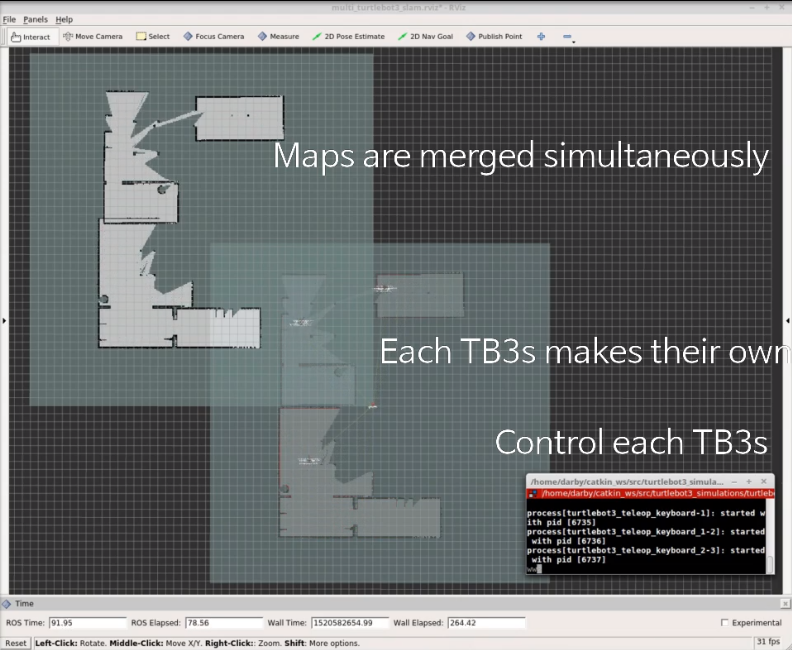 multi_turtlebot3_slam.rviz* - RViz
File Panels Help
Interact Move Camera Select Focus Camera Measure 2D Pose Estimate 2D Nav Goal Publish Point
Maps are merged simultaneously
Each TB3s makes their own
Control each TB3s
/home/darby/catkin_ws/src/turtlebot3_simula...
/home/darby/catkin_ws/src/turtlebot3_simulations/turtleb
process[turtlebot3_teleop_keyboard-1]: started w
ith pid [6735]
process[turtlebot3_teleop_keyboard_1-2]: started
with pid [6736]
process[turtlebot3_teleop_keyboard_2-3]: started
with pid [6737]
ww
Time
ROS Time: 91.95 ROS Elapsed: 78.56 Wall Time: 1520582654.99 Wall Elapsed: 264.42 Experimental
Reset Left-Click: Rotate. Middle-Click: Move X/Y. Right-Click:: Zoom. Shift: More options. 31 fps